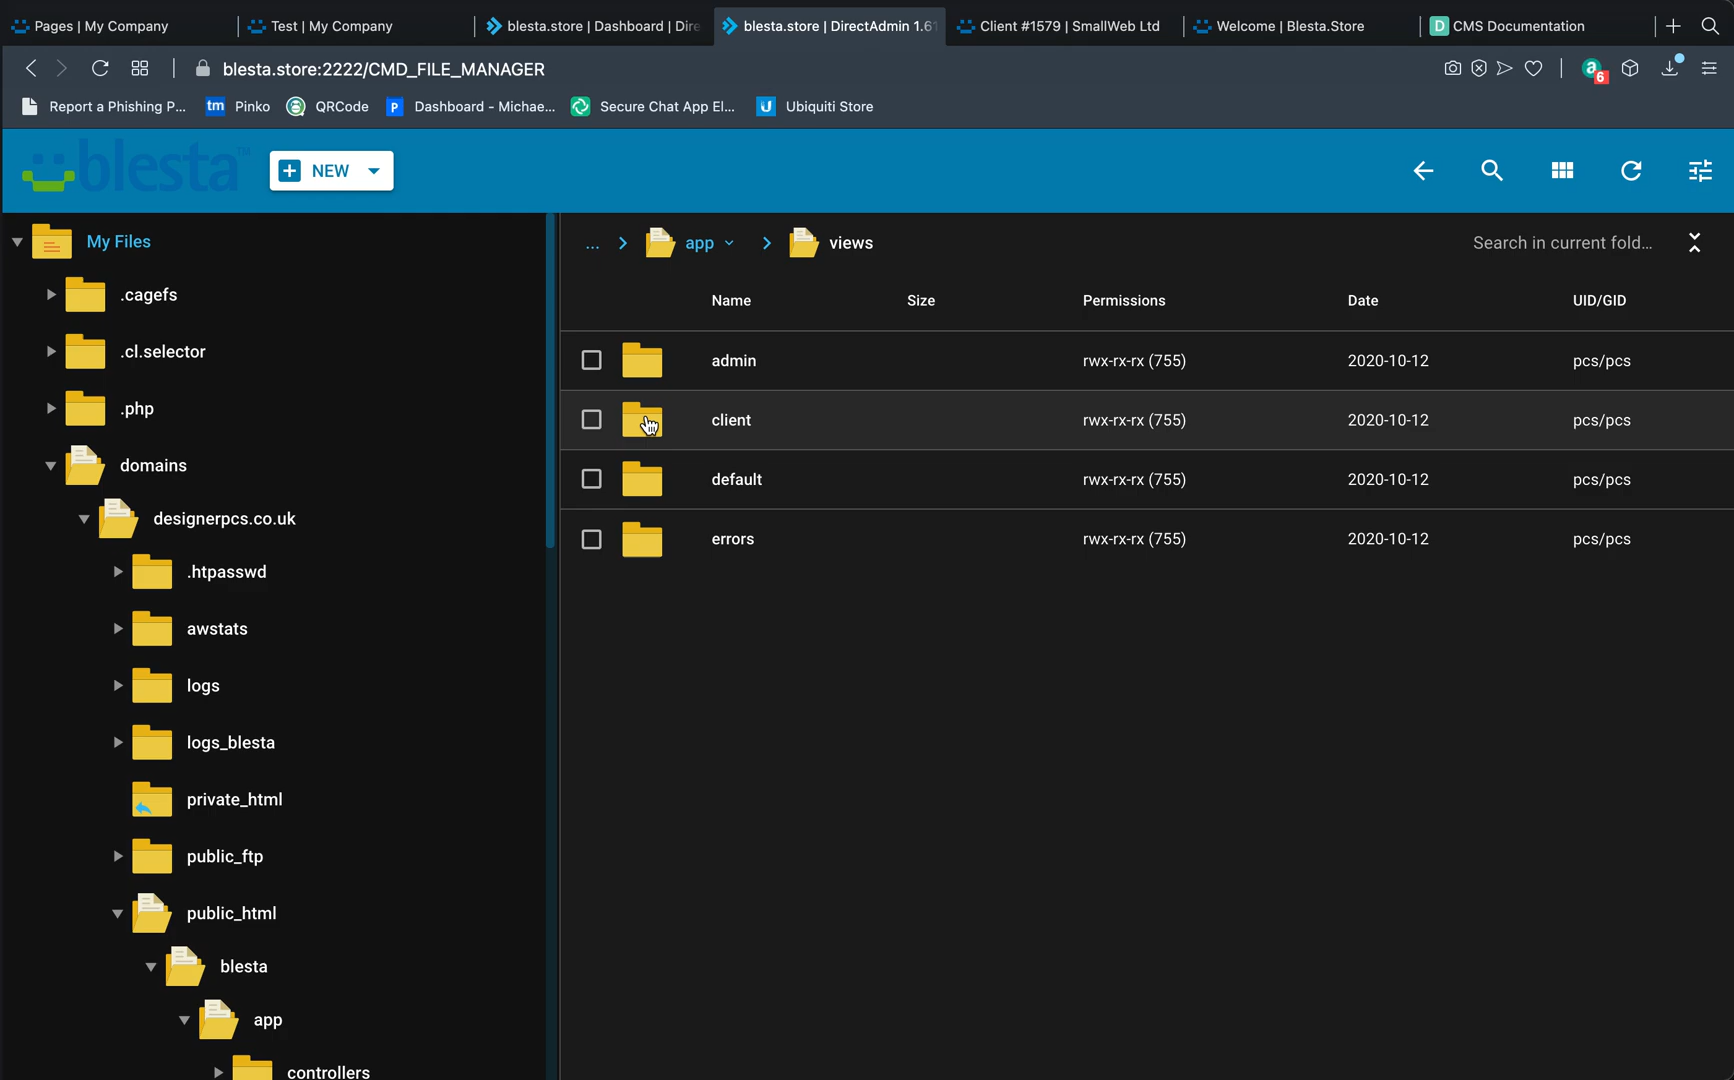 Pages | My Company
Test | My Company
blesta.store | Dashboard | Dire
blesta.store | DirectAdmin 1.61
Client #1579 | SmallWeb Ltd
Welcome | Blesta.Store
D CMS Documentation
blesta.store:2222/CMD_FILE_MANAGER
a 6
Report a Phishing P...
tm Pinko
QRCode
P Dashboard - Michae...
Secure Chat App El...
U Ubiquiti Store
blesta™
NEW
My Files
.cagefs
.cl.selector
.php
domains
designerpcs.co.uk
.htpasswd
awstats
logs
logs_blesta
private_html
public_ftp
public_html
blesta
app
controllers
... app views
Search in current fold...
Name Size Permissions Date UID/GID
admin rwx-rx-rx (755) 2020-10-12 pcs/pcs
client rwx-rx-rx (755) 2020-10-12 pcs/pcs
default rwx-rx-rx (755) 2020-10-12 pcs/pcs
errors rwx-rx-rx (755) 2020-10-12 pcs/pcs